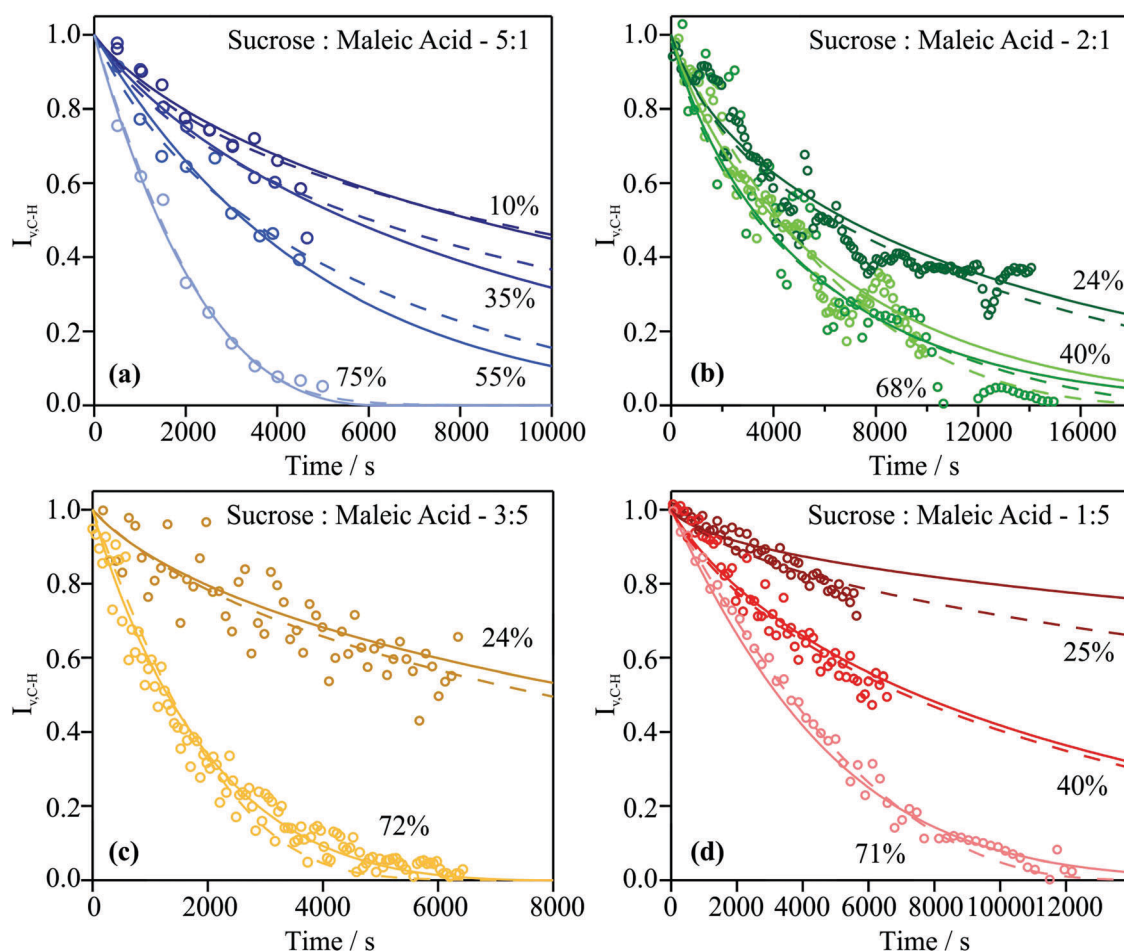 Sucrose : Maleic Acid - 5:1
1.0
0.8
0.6
0.4
0.2
0.0
I_{v,C-H}
10%
35%
55%
75%
(a)
0 2000 4000 6000 8000 10000
Time / s
Sucrose : Maleic Acid - 2:1
1.0
0.8
0.6
0.4
0.2
0.0
I_{v,C-H}
24%
40%
68%
(b)
0 4000 8000 12000 16000
Time / s
Sucrose : Maleic Acid - 3:5
1.0
0.8
0.6
0.4
0.2
0.0
I_{v,C-H}
24%
72%
(c)
0 2000 4000 6000 8000
Time / s
Sucrose : Maleic Acid - 1:5
1.0
0.8
0.6
0.4
0.2
0.0
I_{v,C-H}
25%
40%
71%
(d)
0 2000 4000 6000 8000 10000 12000
Time / s